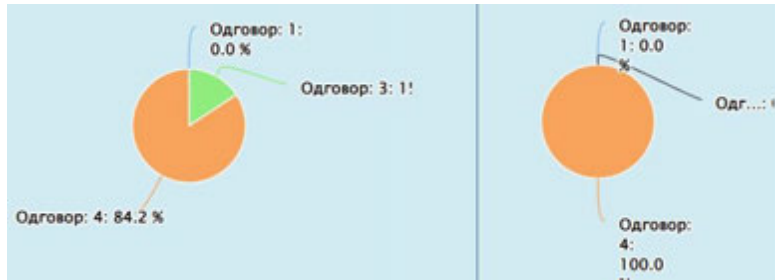 Одговор: 1:
0.0 %
Одговор: 3: 1
Одговор: 4: 84.2 %
Одговор:
1: 0.0
%
Одг...:
Одговор:
4:
100.0